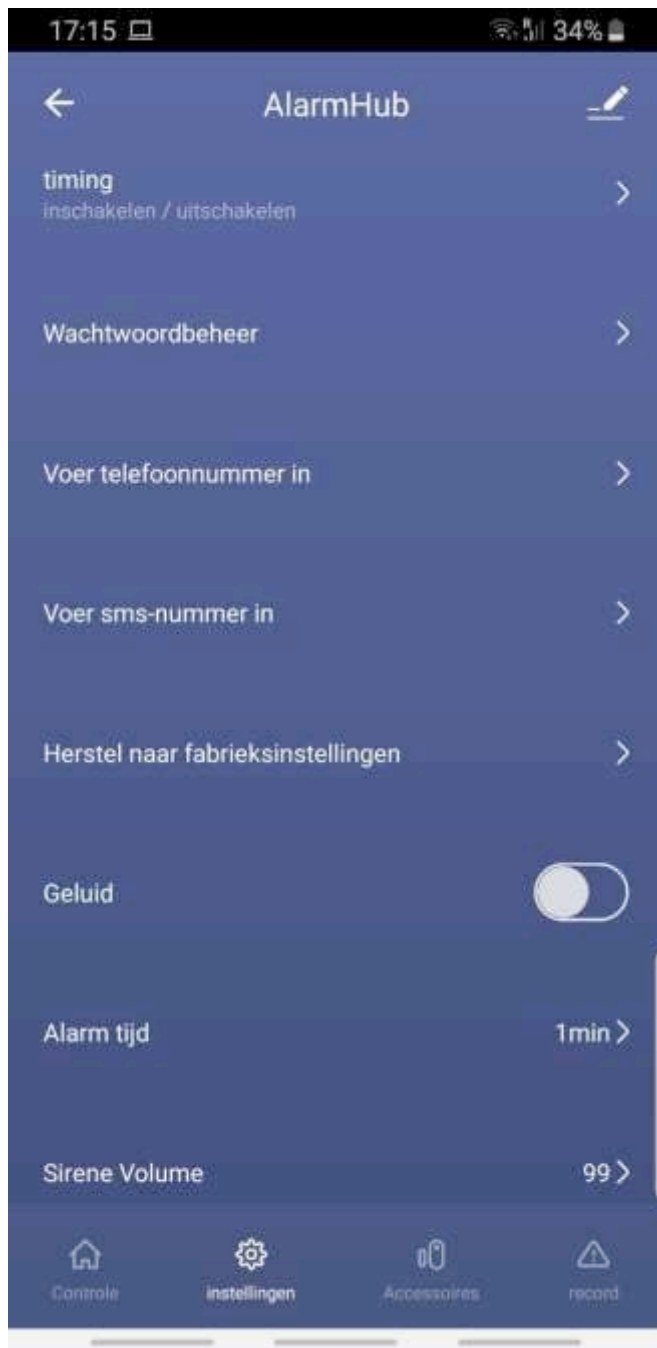 17:15 34%
AlarmHub
timing
inschakelen / uitschakelen
Wachtwoordbeheer
Voer telefoonnummer in
Voer sms-nummer in
Herstel naar fabrieksinstellingen
Geluid
Alarm tijd 1min
Sirene Volume 99
Controle instellingen Accessoires record